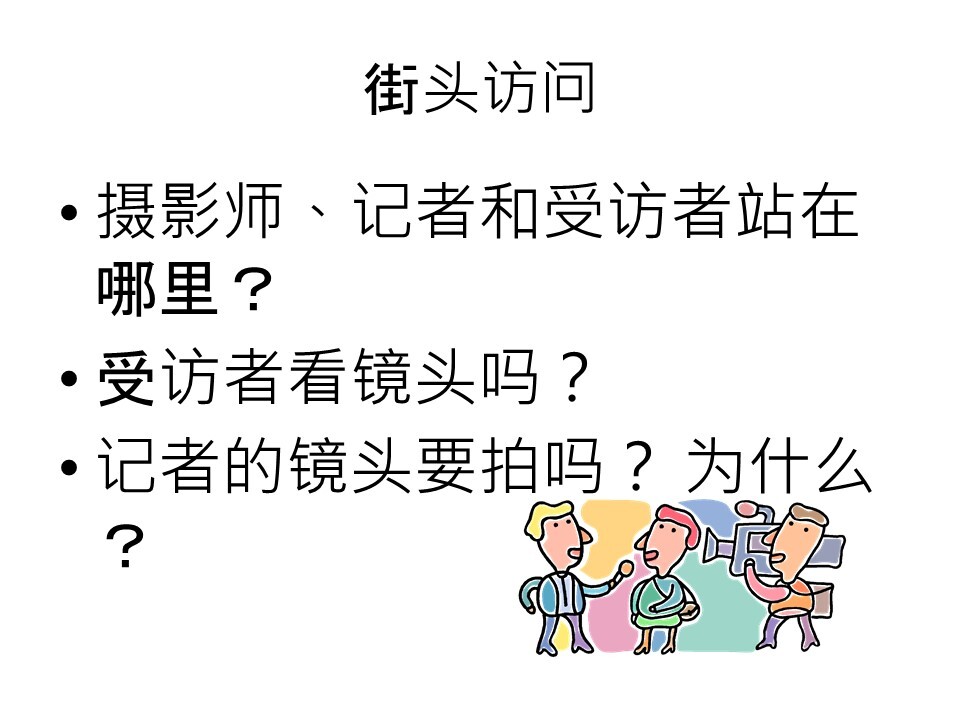 街头访问
• 摄影师、记者和受访者站在
哪里？
• 受访者看镜头吗？
• 记者的镜头要拍吗？ 为什么
？